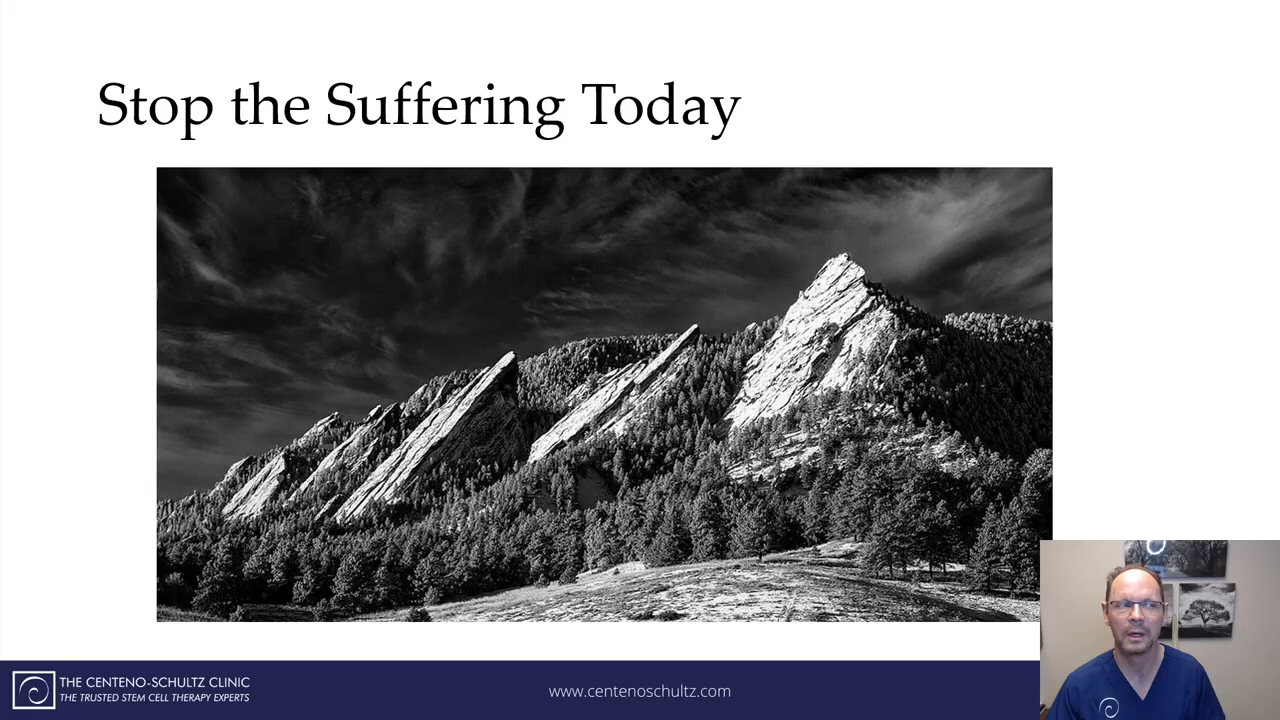 Stop the Suffering Today
THE CENTENO-SCHULTZ CLINIC
THE TRUSTED STEM CELL THERAPY EXPERTS
www.centenoschultz.com